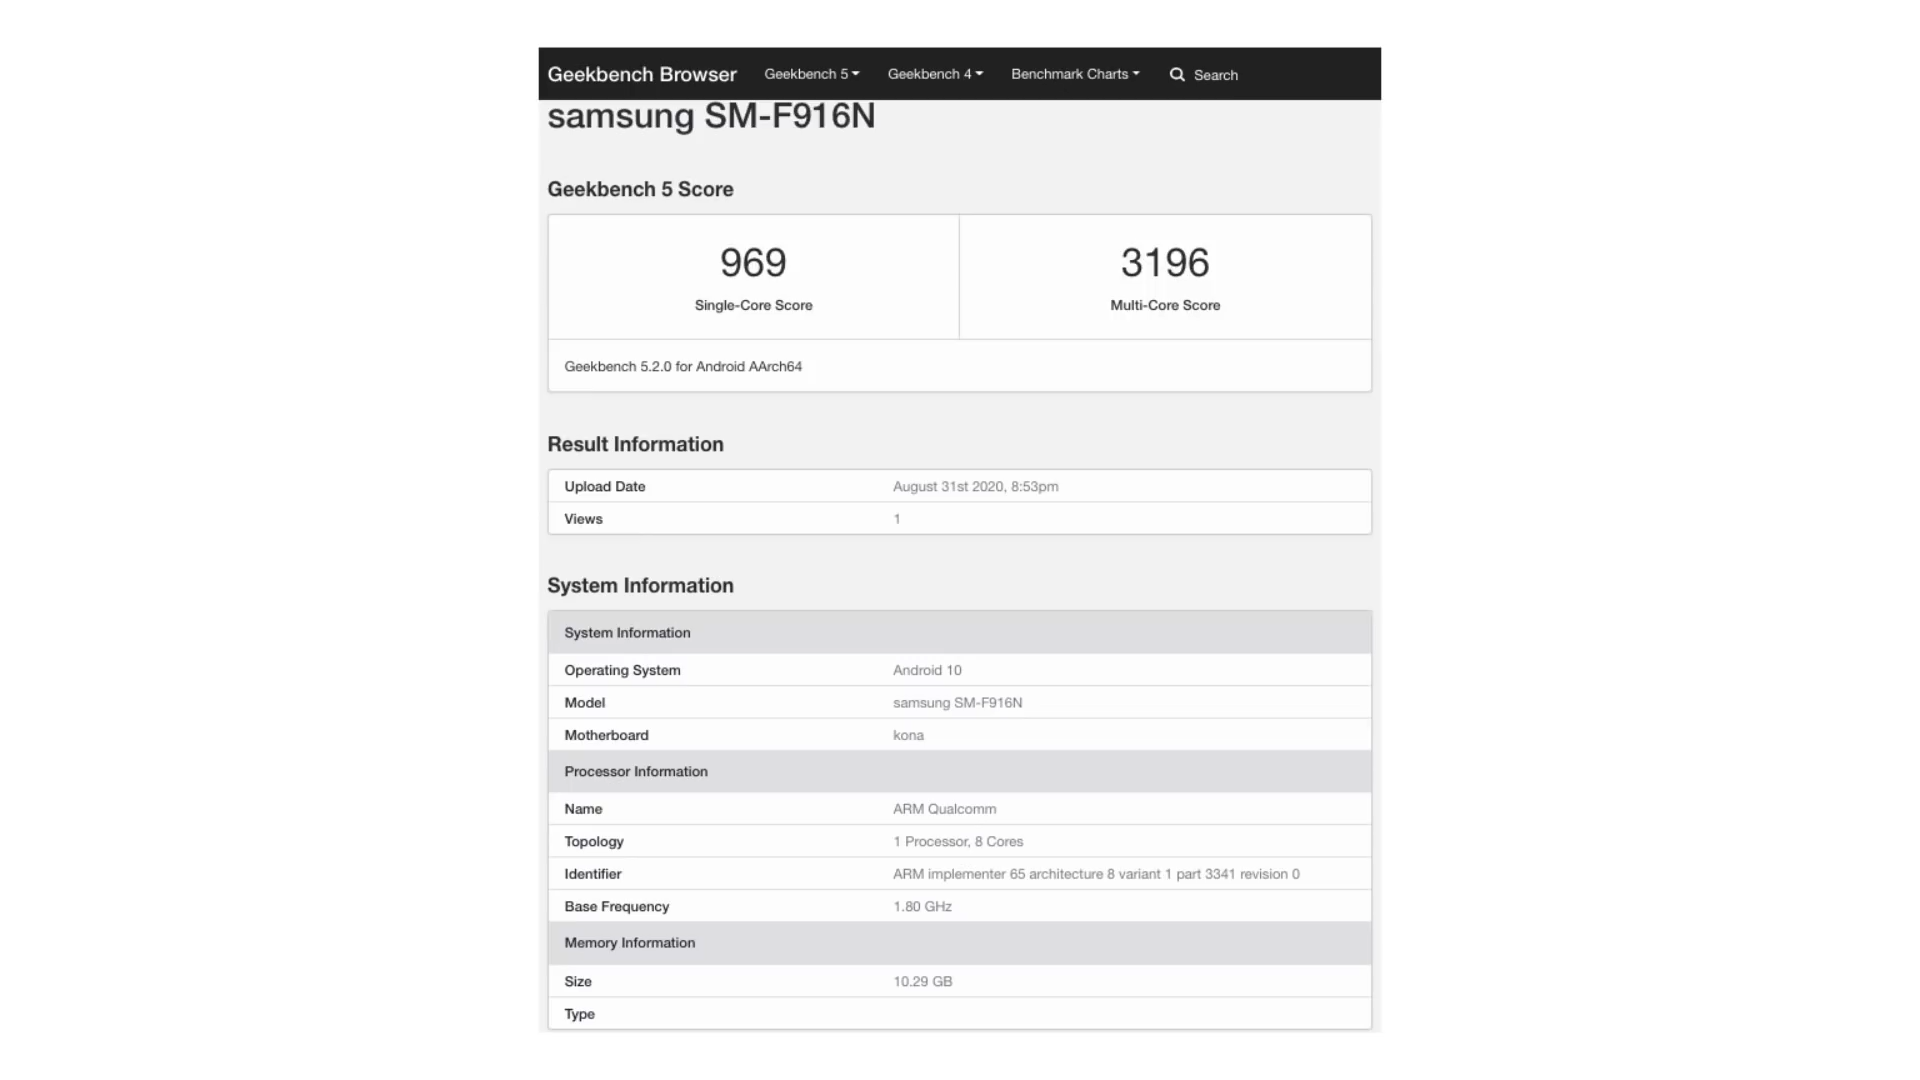 Geekbench Browser Geekbench 5 Geekbench 4 Benchmark Charts Search
samsung SM-F916N
Geekbench 5 Score
969 3196
Single-Core Score Multi-Core Score
Geekbench 5.2.0 for Android AArch64
Result Information
Upload Date August 31st 2020, 8:53pm
Views 1
System Information
System Information
Operating System Android 10
Model samsung SM-F916N
Motherboard kona
Processor Information
Name ARM Qualcomm
Topology 1 Processor, 8 Cores
Identifier ARM implementer 65 architecture 8 variant 1 part 3341 revision 0
Base Frequency 1.80 GHz
Memory Information
Size 10.29 GB
Type